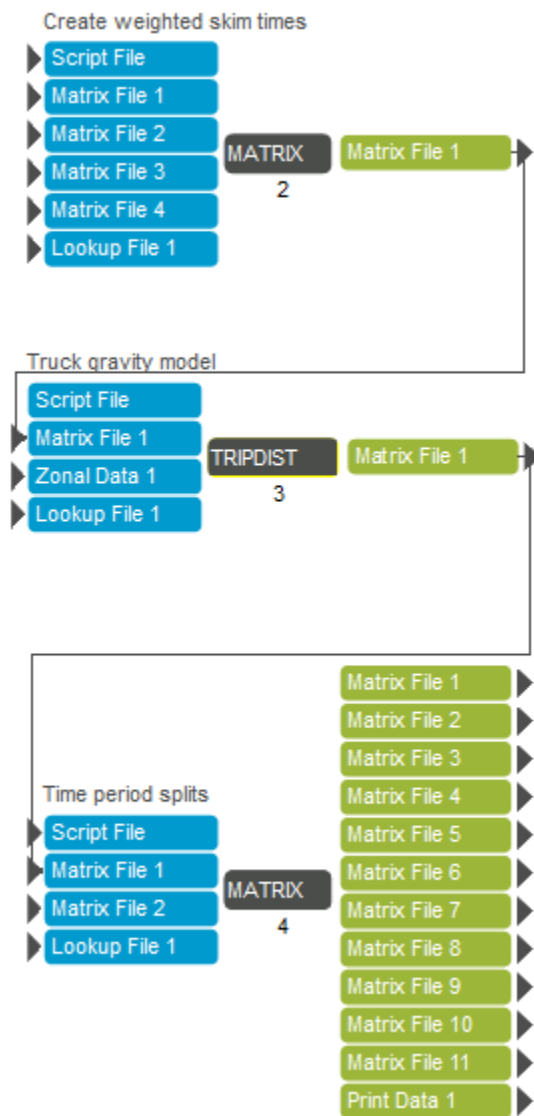 Create weighted skim times
Script File
Matrix File 1
Matrix File 2
Matrix File 3
Matrix File 4
Lookup File 1
MATRIX
2
Matrix File 1
Truck gravity model
Script File
Matrix File 1
Zonal Data 1
Lookup File 1
TRIPDIST
3
Matrix File 1
Time period splits
Script File
Matrix File 1
Matrix File 2
Lookup File 1
MATRIX
4
Matrix File 1
Matrix File 2
Matrix File 3
Matrix File 4
Matrix File 5
Matrix File 6
Matrix File 7
Matrix File 8
Matrix File 9
Matrix File 10
Matrix File 11
Print Data 1